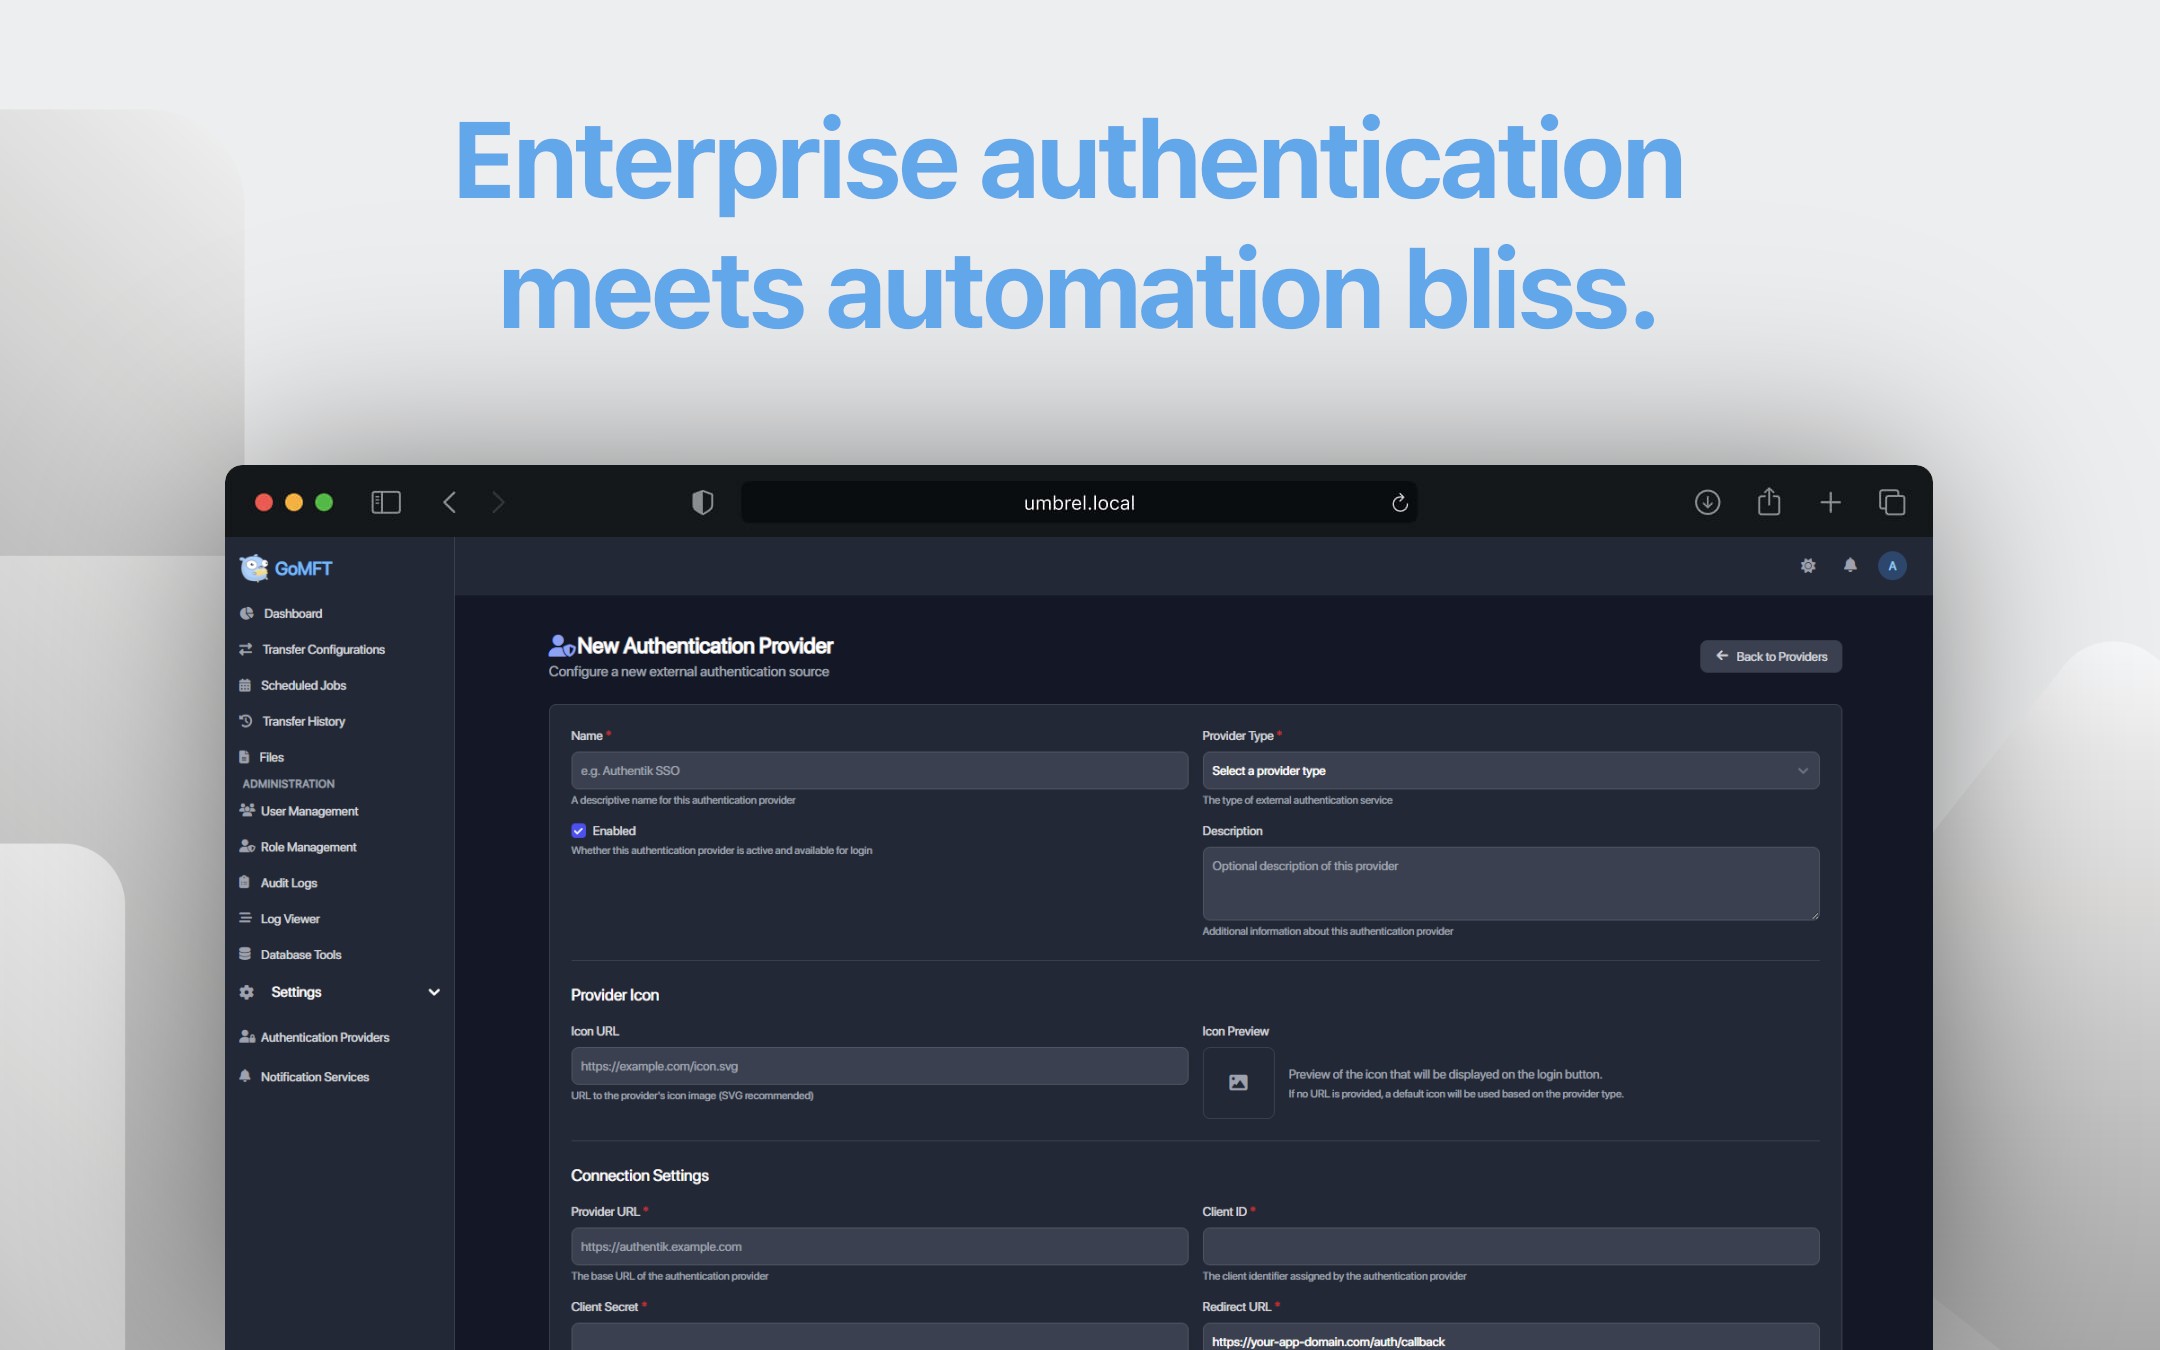 Enterprise authentication
meets automation bliss.
umbrel.local
GoMFT
A
Dashboard
Transfer Configurations
Scheduled Jobs
Transfer History
Files
ADMINISTRATION
User Management
Role Management
Audit Logs
Log Viewer
Database Tools
Settings
Authentication Providers
Notification Services
New Authentication Provider
Configure a new external authentication source
Back to Providers
Name *
e.g. Authentik SSO
A descriptive name for this authentication provider
Provider Type *
Select a provider type
The type of external authentication service
Enabled
Whether this authentication provider is active and available for login
Description
Optional description of this provider
Additional information about this authentication provider
Provider Icon
Icon URL
https://example.com/icon.svg
URL to the provider's icon image (SVG recommended)
Icon Preview
Preview of the icon that will be displayed on the login button.
If no URL is provided, a default icon will be used based on the provider type.
Connection Settings
Provider URL *
https://authentik.example.com
The base URL of the authentication provider
Client ID *
The client identifier assigned by the authentication provider
Client Secret *
Redirect URL *
https://your-app-domain.com/auth/callback